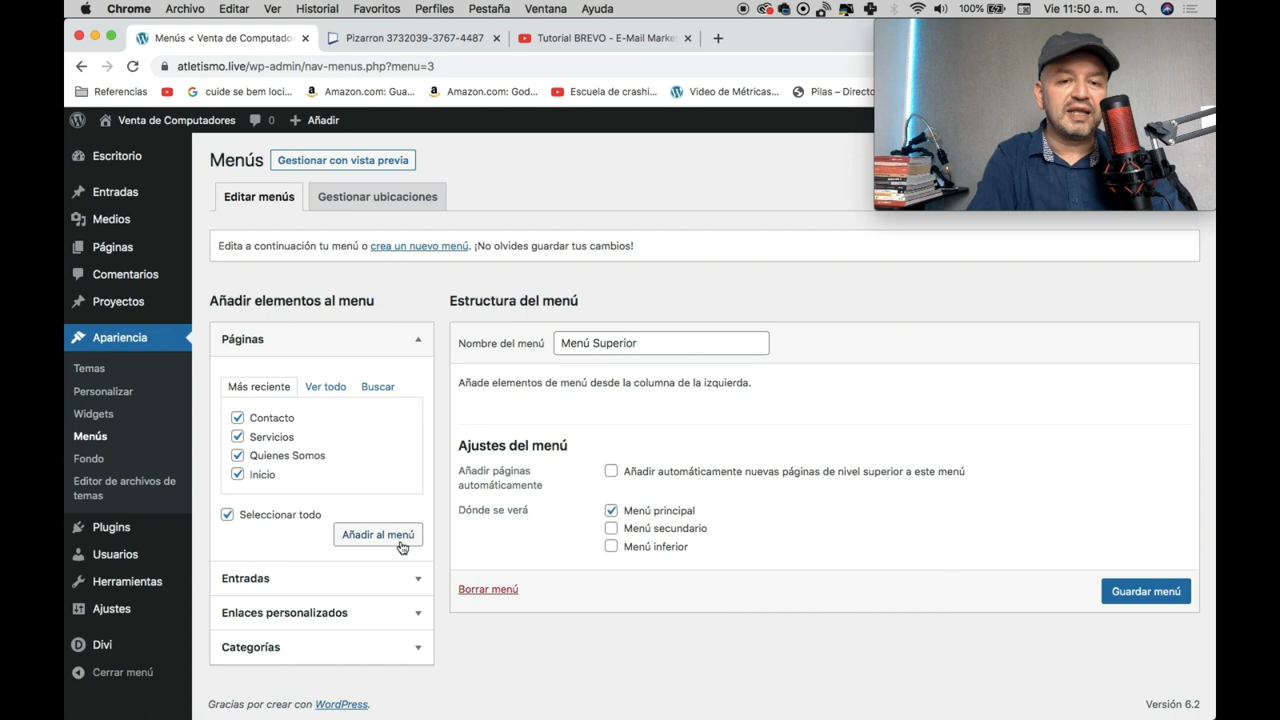 Chrome Archivo Editar Ver Historial Favoritos Perfiles Pestaña Ventana Ayuda 100% Vie 11:50 a. m.
Menús < Venta de Computado Pizarron 3732039-3767-4487 Tutorial BREVO - E-Mail Marke
atletismo.live/wp-admin/nav-menus.php?menu=3
Referencias cuide se bem loci... Amazon.com: Gua... Amazon.com: God... Escuela de crashi... Video de Métricas... Pilas – Directo
Venta de Computadores 0 Añadir
Escritorio
Entradas
Medios
Páginas
Comentarios
Proyectos
Apariencia
Temas
Personalizar
Widgets
Menús
Fondo
Editor de archivos de
temas
Plugins
Usuarios
Herramientas
Ajustes
Divi
Cerrar menú
Menús Gestionar con vista previa
Editar menús Gestionar ubicaciones
Edita a continuación tu menú o crea un nuevo menú. ¡No olvides guardar tus cambios!
Añadir elementos al menu
Páginas
Más reciente Ver todo Buscar
Contacto
Servicios
Quienes Somos
Inicio
Seleccionar todo
Añadir al menú
Entradas
Enlaces personalizados
Categorías
Estructura del menú
Nombre del menú Menú Superior
Añade elementos de menú desde la columna de la izquierda.
Ajustes del menú
Añadir páginas
automáticamente
Añadir automáticamente nuevas páginas de nivel superior a este menú
Dónde se verá
Menú principal
Menú secundario
Menú inferior
Borrar menú Guardar menú
Gracias por crear con WordPress. Versión 6.2